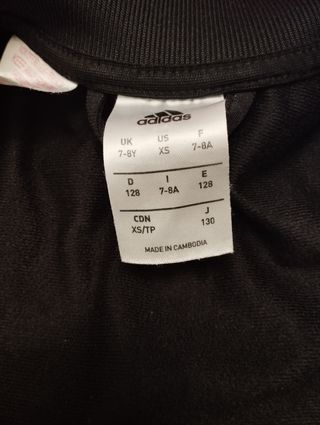 adidas
UK US F
7-8Y XS 7-8A
D I E
128 7-8A 128
CDN J
XS/TP 130
MADE IN CAMBODIA